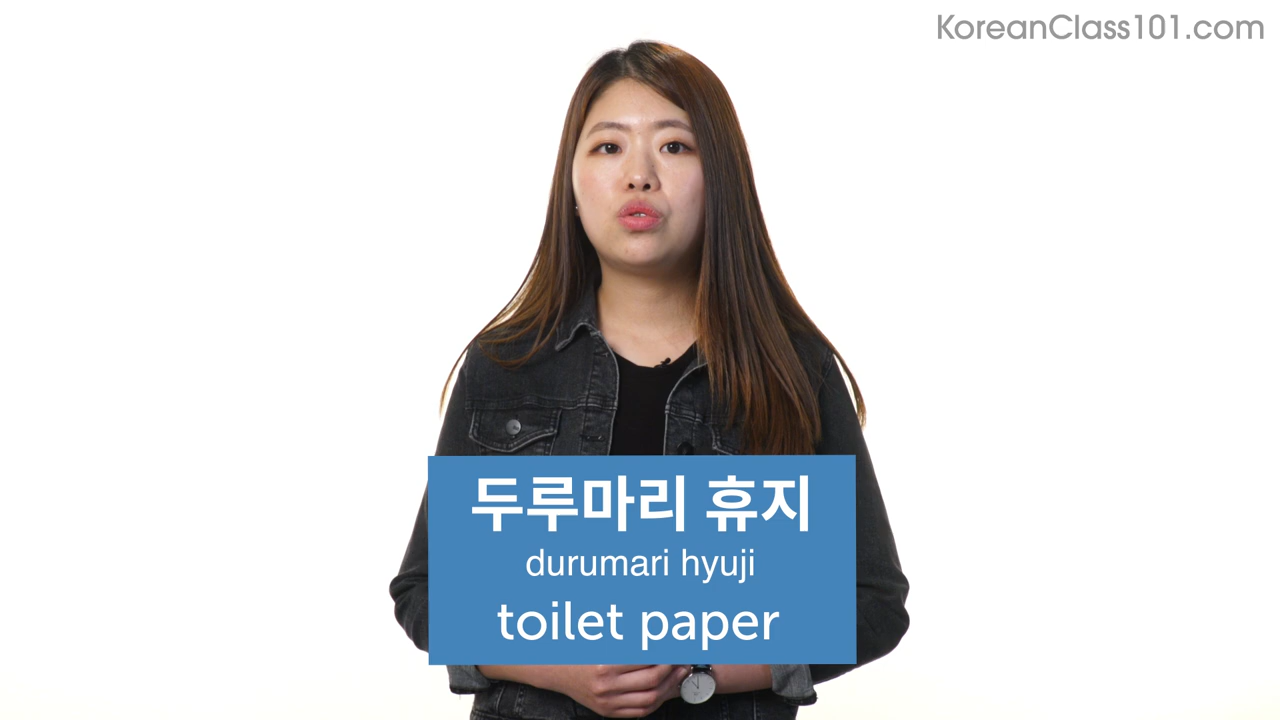 KoreanClass101.com
두루마리 휴지
durumari hyuji
toilet paper